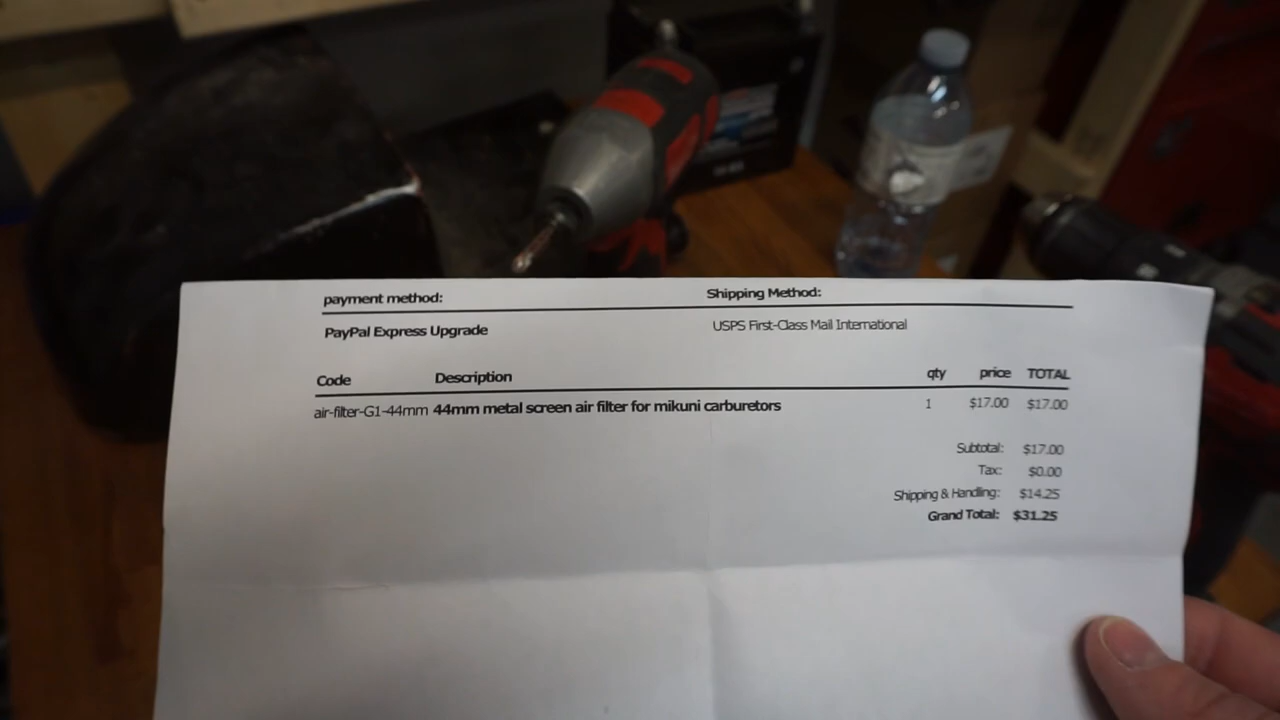 payment method: Shipping Method:
PayPal Express Upgrade USPS First-Class Mail International
Code Description qty price TOTAL
air-filter-G1-44mm 44mm metal screen air filter for mikuni carburetors 1 $17.00 $17.00
Subtotal: $17.00
Tax: $0.00
Shipping & Handling: $14.25
Grand Total: $31.25